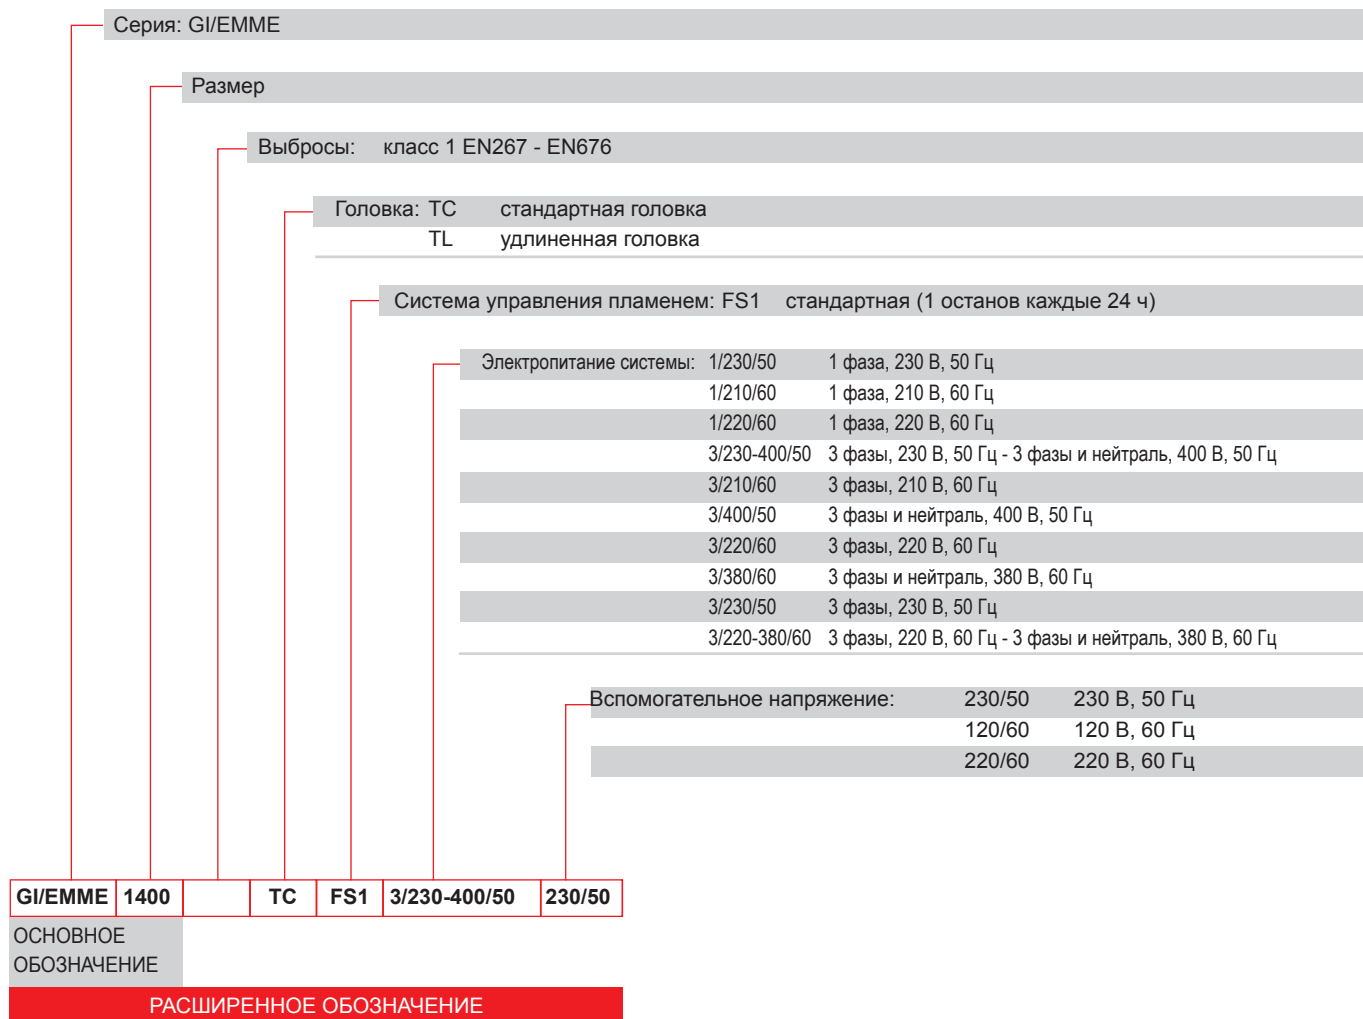 Серия: GI/EMME
Размер
Выбросы: класс 1 EN267 - EN676
Головка: TC стандартная головка
TL удлиненная головка
Система управления пламенем: FS1 стандартная (1 останов каждые 24 ч)
Электропитание системы: 1/230/50 1 фаза, 230 В, 50 Гц
1/210/60 1 фаза, 210 В, 60 Гц
1/220/60 1 фаза, 220 В, 60 Гц
3/230-400/50 3 фазы, 230 В, 50 Гц - 3 фазы и нейтраль, 400 В, 50 Гц
3/210/60 3 фазы, 210 В, 60 Гц
3/400/50 3 фазы и нейтраль, 400 В, 50 Гц
3/220/60 3 фазы, 220 В, 60 Гц
3/380/60 3 фазы и нейтраль, 380 В, 60 Гц
3/230/50 3 фазы, 230 В, 50 Гц
3/220-380/60 3 фазы, 220 В, 60 Гц - 3 фазы и нейтраль, 380 В, 60 Гц
Вспомогательное напряжение: 230/50 230 В, 50 Гц
120/60 120 В, 60 Гц
220/60 220 В, 60 Гц
GI/EMME 1400 TC FS1 3/230-400/50 230/50
ОСНОВНОЕ
ОБОЗНАЧЕНИЕ
РАСШИРЕННОЕ ОБОЗНАЧЕНИЕ